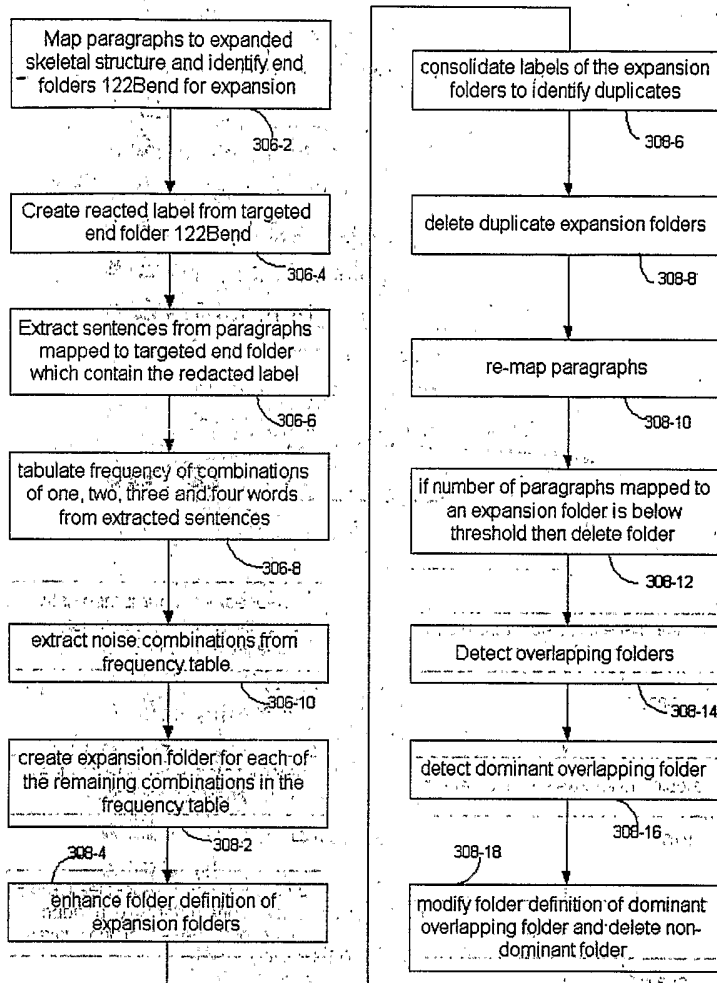 Map paragraphs to expanded
skeletal structure and identify end
folders 122Bend for expansion
306-2
Create reacted label from targeted
end folder 122Bend
306-4
Extract sentences from paragraphs
mapped to targeted end folder
which contain the redacted label
306-6
tabulate frequency of combinations
of one, two, three and four words
from extracted sentences
306-8
extract noise combinations from
frequency table
306-10
create expansion folder for each of
the remaining combinations in the
frequency table
308-2
308-4
enhance folder definition of
expansion folders
consolidate labels of the expansion
folders to identify duplicates
308-6
delete duplicate expansion folders
308-8
re-map paragraphs
308-10
if number of paragraphs mapped to
an expansion folder is below
threshold then delete folder
308-12
Detect overlapping folders
308-14
detect dominant overlapping folder
308-16
308-18
modify folder definition of dominant
overlapping folder and delete non-
dominant folder